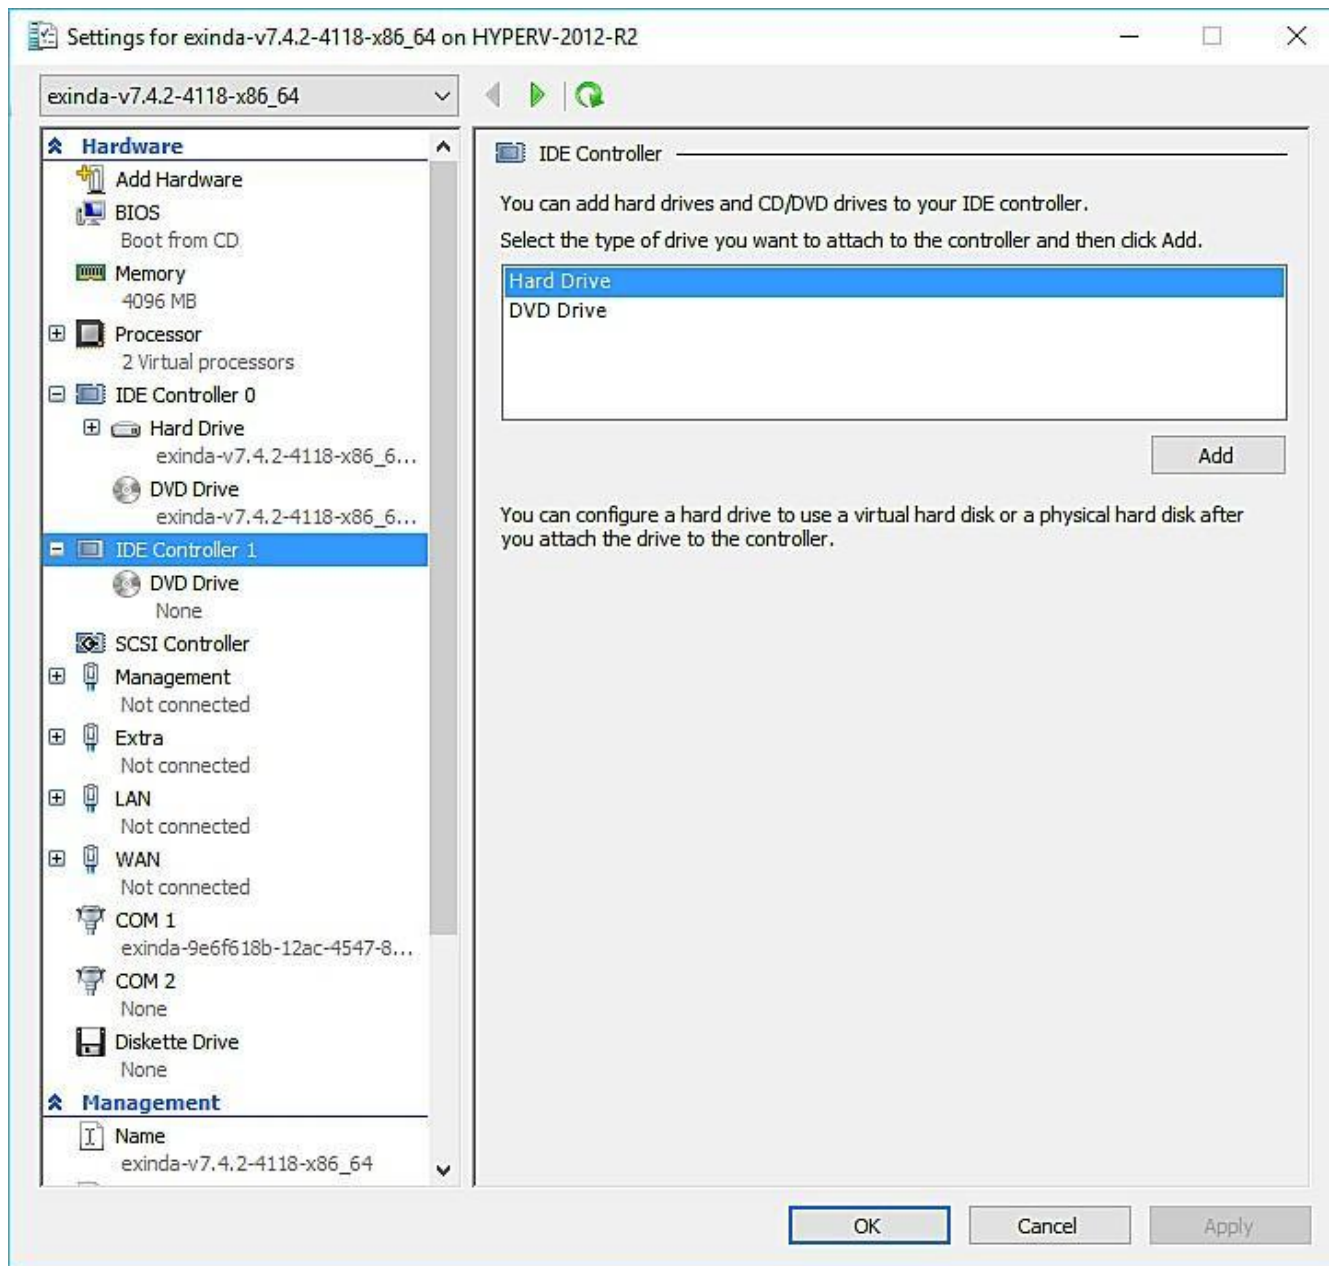 Settings for exinda-v7.4.2-4118-x86_64 on HYPERV-2012-R2
exinda-v7.4.2-4118-x86_64
Hardware
Add Hardware
BIOS
Boot from CD
Memory
4096 MB
Processor
2 Virtual processors
IDE Controller 0
Hard Drive
exinda-v7.4.2-4118-x86_6...
DVD Drive
exinda-v7.4.2-4118-x86_6...
IDE Controller 1
DVD Drive
None
SCSI Controller
Management
Not connected
Extra
Not connected
LAN
Not connected
WAN
Not connected
COM 1
exinda-9e6f618b-12ac-4547-8...
COM 2
None
Diskette Drive
None
Management
Name
exinda-v7.4.2-4118-x86_64
IDE Controller
You can add hard drives and CD/DVD drives to your IDE controller.
Select the type of drive you want to attach to the controller and then click Add.
Hard Drive
DVD Drive
Add
You can configure a hard drive to use a virtual hard disk or a physical hard disk after
you attach the drive to the controller.
OK
Cancel
Apply